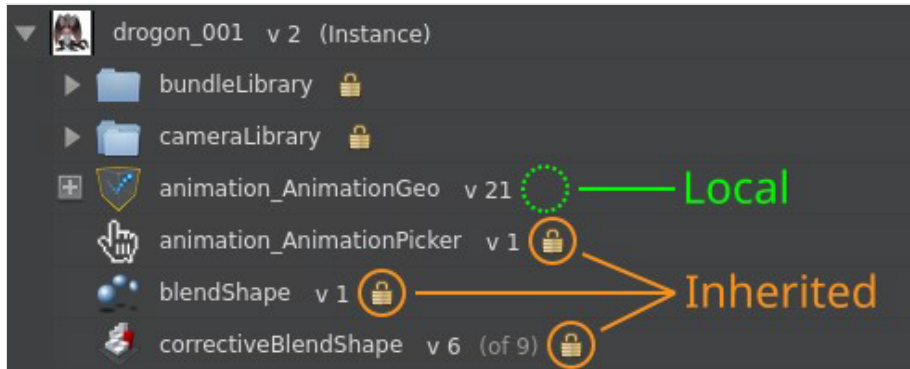 drogon_001 v 2 (Instance)
bundleLibrary
cameraLibrary
animation_AnimationGeo v 21 Local
animation_AnimationPicker v 1
blendShape v 1 Inherited
correctiveBlendShape v 6 (of 9)